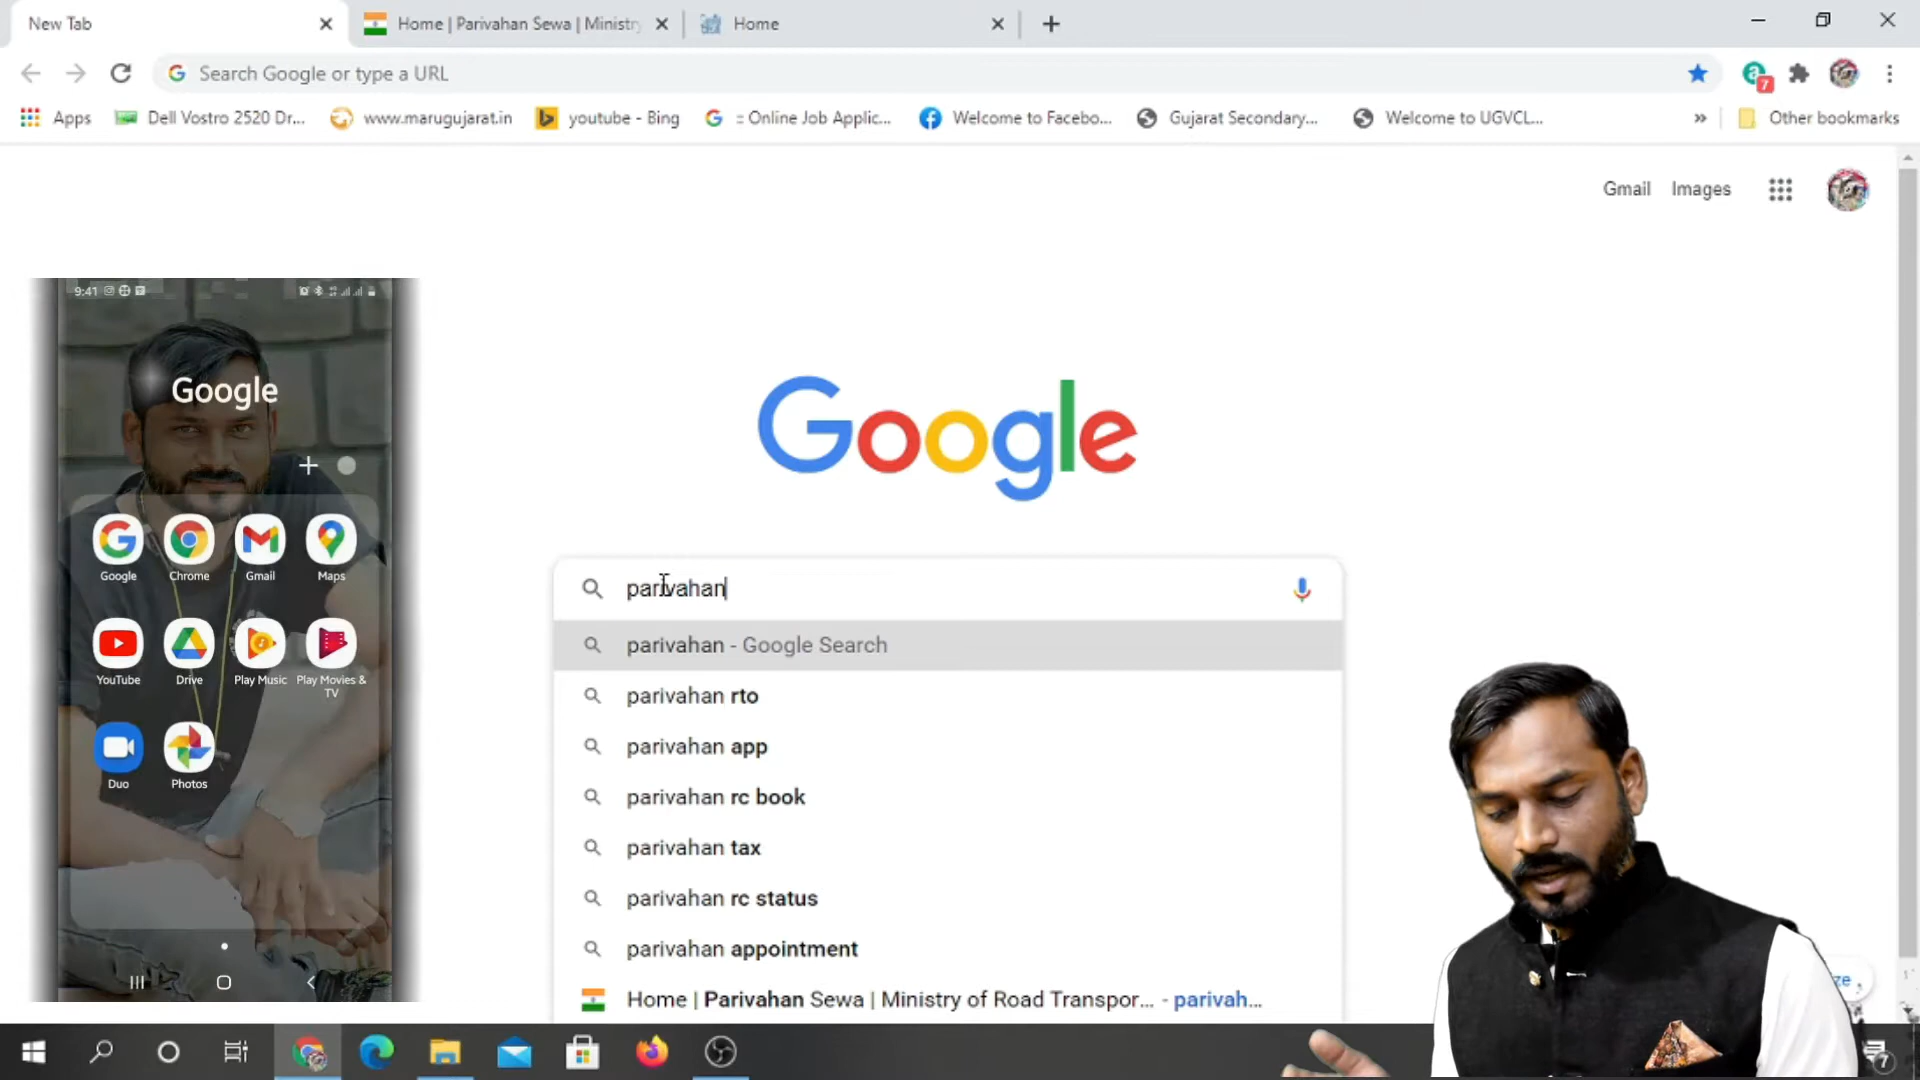 New Tab
Home | Parivahan Sewa | Ministr
Home
Search Google or type a URL
7
Apps
Dell Vostro 2520 Dr...
www.marugujarat.in
youtube - Bing
:: Online Job Applic...
Welcome to Facebo...
Gujarat Secondary...
Welcome to UGVCL...
»
Other bookmarks
Gmail
Images
9:41
Google
Google
Chrome
Gmail
Maps
YouTube
Drive
Play Music
Play Movies &
TV
Duo
Photos
Google
parivahan
parivahan - Google Search
parivahan rto
parivahan app
parivahan rc book
parivahan tax
parivahan rc status
parivahan appointment
Home | Parivahan Sewa | Ministry of Road Transpor... - parivah...
ze
7